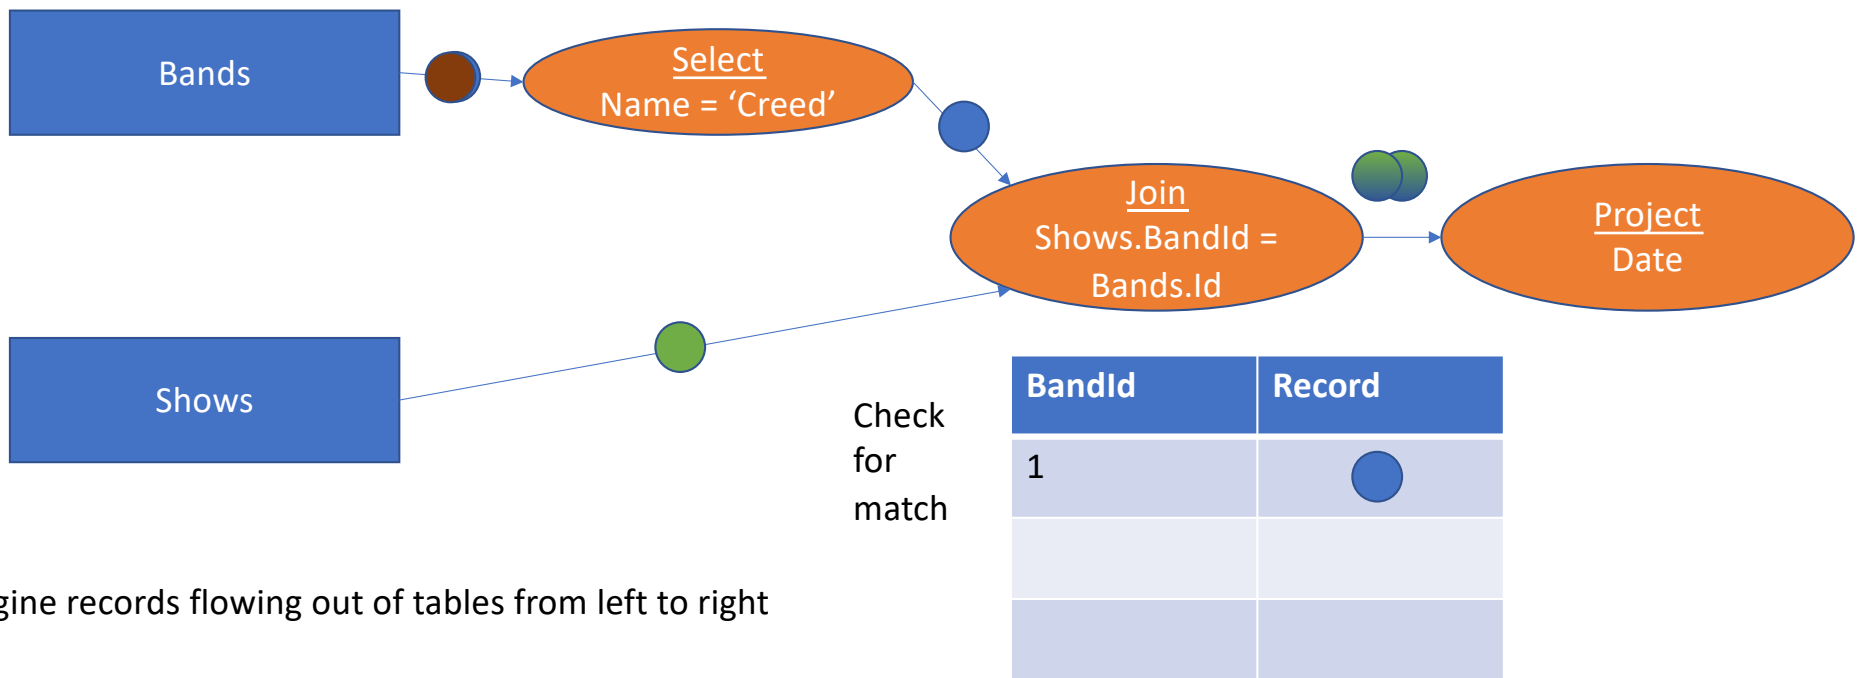 Bands
Select
Name = ‘Creed’
Join
Shows.BandId =
Bands.Id
Project
Date
Shows
Check
for
match
BandId
Record
1
gine records flowing out of tables from left to right